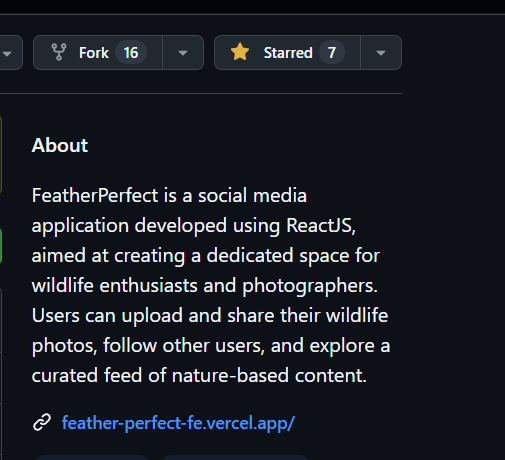 Fork 16 Starred 7
About
FeatherPerfect is a social media
application developed using ReactJS,
aimed at creating a dedicated space for
wildlife enthusiasts and photographers.
Users can upload and share their wildlife
photos, follow other users, and explore a
curated feed of nature-based content.
feather-perfect-fe.vercel.app/